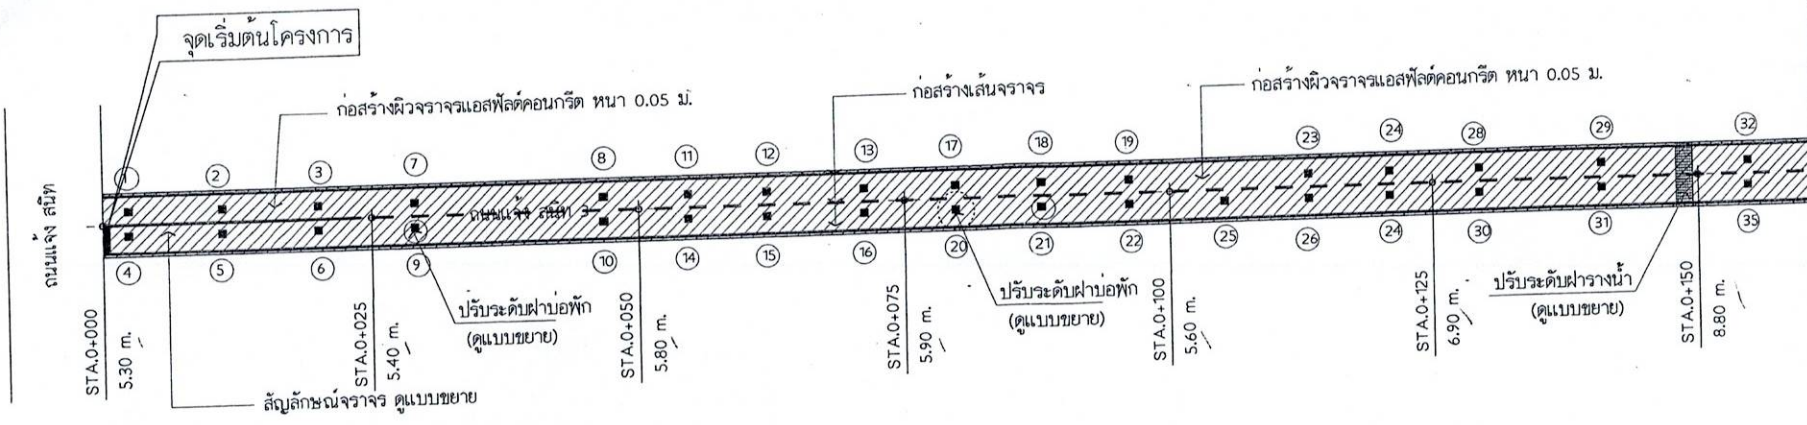 จุดเริ่มต้นโครงการ
ก่อสร้างผิวจราจรแอสฟัลต์คอนกรีต หนา 0.05 ม.
ก่อสร้างเส้นจราจร
ก่อสร้างผิวจราจรแอสฟัลต์คอนกรีต หนา 0.05 ม.
1 2 3 7 8 11 12 13 17 18 19 23 24 28 29 32
ถนนแจ้ง สนิท
ถนนแจ้ง สนิท 3
4 5 6 9 10 14 15 16 20 21 22 25 26 24 30 31 35
STA.0+000
5.30 m.
STA.0+025
5.40 m.
ปรับระดับฝาบ่อพัก
(ดูแบบขยาย)
STA.0+050
5.80 m.
STA.0+075
5.90 m.
ปรับระดับฝาบ่อพัก
(ดูแบบขยาย)
STA.0+100
5.60 m.
STA.0+125
6.90 m.
ปรับระดับฝารางน้ำ
(ดูแบบขยาย)
STA.0+150
8.80 m.
สัญลักษณ์จราจร ดูแบบขยาย